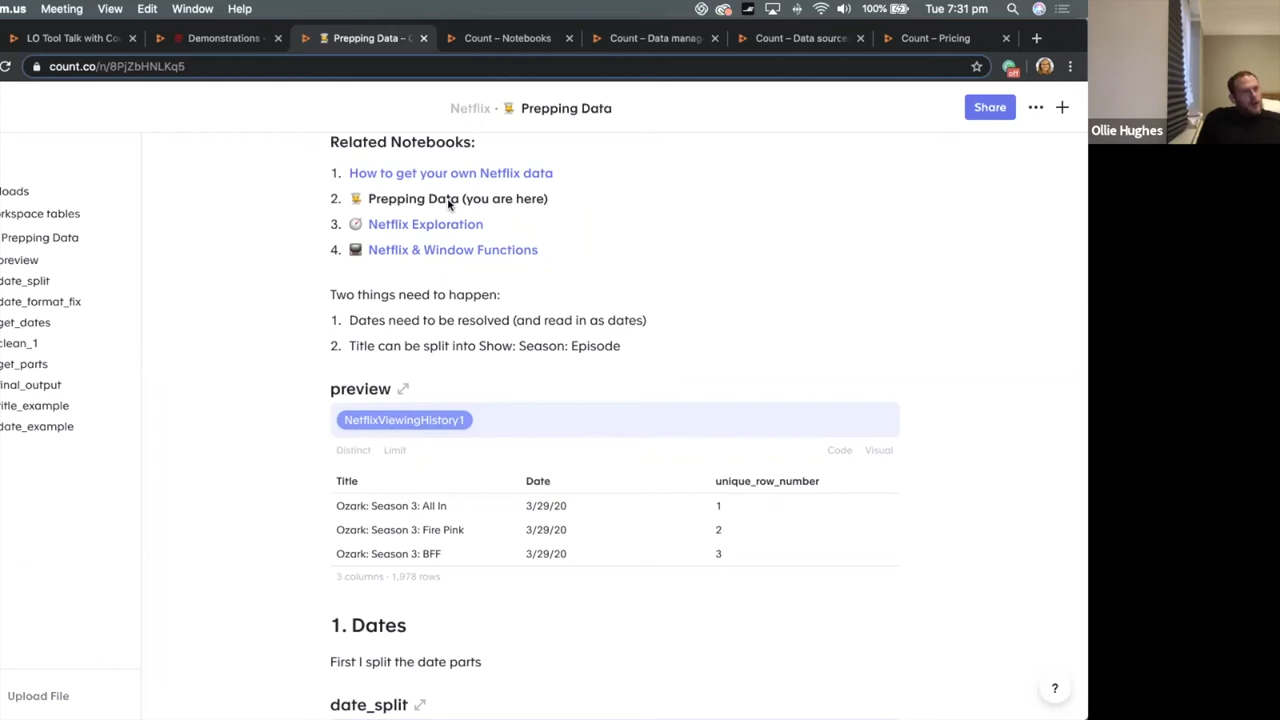 m.us Meeting View Edit Window Help 100% Tue 7:31 pm
LO Tool Talk with Co Demonstrations - Prepping Data – C Count – Notebooks Count – Data manag Count – Data source Count – Pricing
count.co/n/8PjZbHNLKq5 off
Netflix · Prepping Data Share
Ollie Hughes
Related Notebooks:
1. How to get your own Netflix data
2. Prepping Data (you are here)
3. Netflix Exploration
4. Netflix & Window Functions
loads
rkspace tables
Prepping Data
preview
date_split
date_format_fix
get_dates
clean_1
get_parts
final_output
title_example
date_example
Upload File
Two things need to happen:
1. Dates need to be resolved (and read in as dates)
2. Title can be split into Show: Season: Episode
preview
NetflixViewingHistory1
Distinct Limit Code Visual
Title Date unique_row_number
Ozark: Season 3: All In 3/29/20 1
Ozark: Season 3: Fire Pink 3/29/20 2
Ozark: Season 3: BFF 3/29/20 3
3 columns · 1,978 rows
1. Dates
First I split the date parts
date_split
?